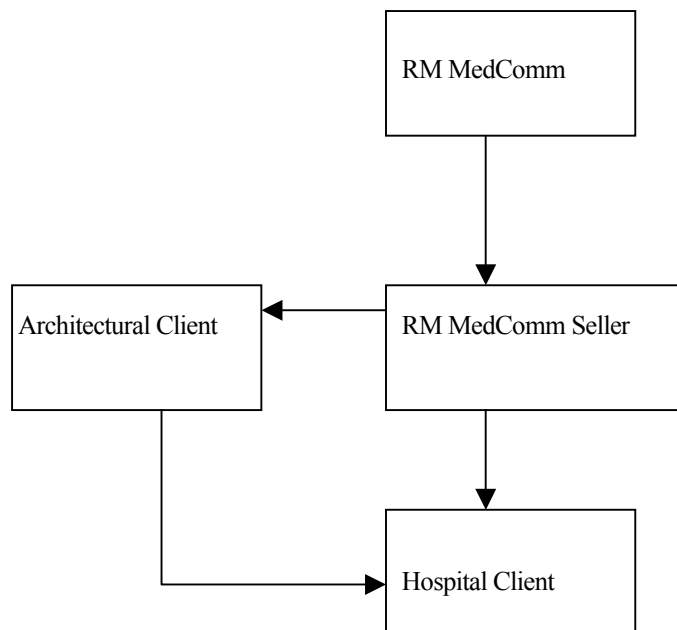 RM MedComm
Architectural Client
RM MedComm Seller
Hospital Client